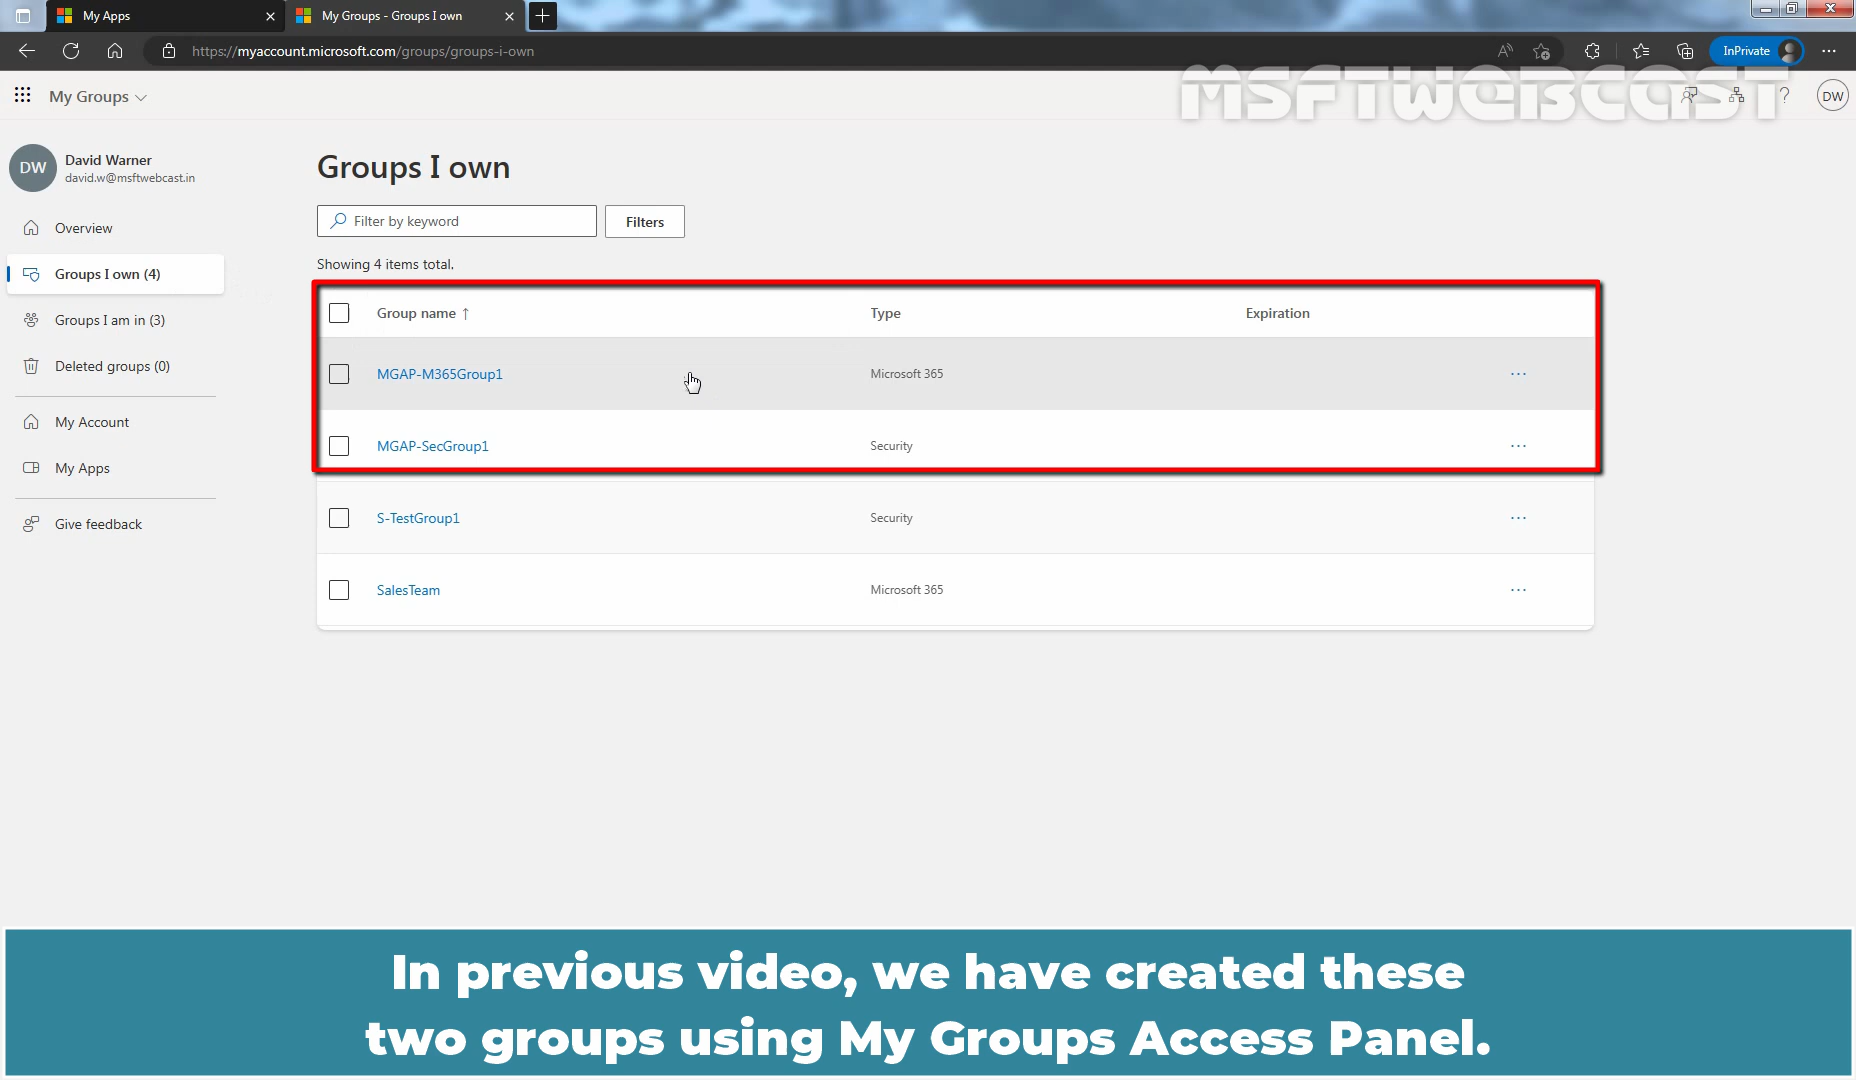 My Apps
My Groups - Groups I own
https://myaccount.microsoft.com/groups/groups-i-own
InPrivate
My Groups
MSFTWEBCAST
DW
DW
David Warner
david.w@msftwebcast.in
Overview
Groups I own (4)
Groups I am in (3)
Deleted groups (0)
My Account
My Apps
Give feedback
Groups I own
Filter by keyword
Filters
Showing 4 items total.
Group name ↑ Type Expiration
MGAP-M365Group1 Microsoft 365 ...
MGAP-SecGroup1 Security ...
S-TestGroup1 Security ...
SalesTeam Microsoft 365 ...
In previous video, we have created these
two groups using My Groups Access Panel.